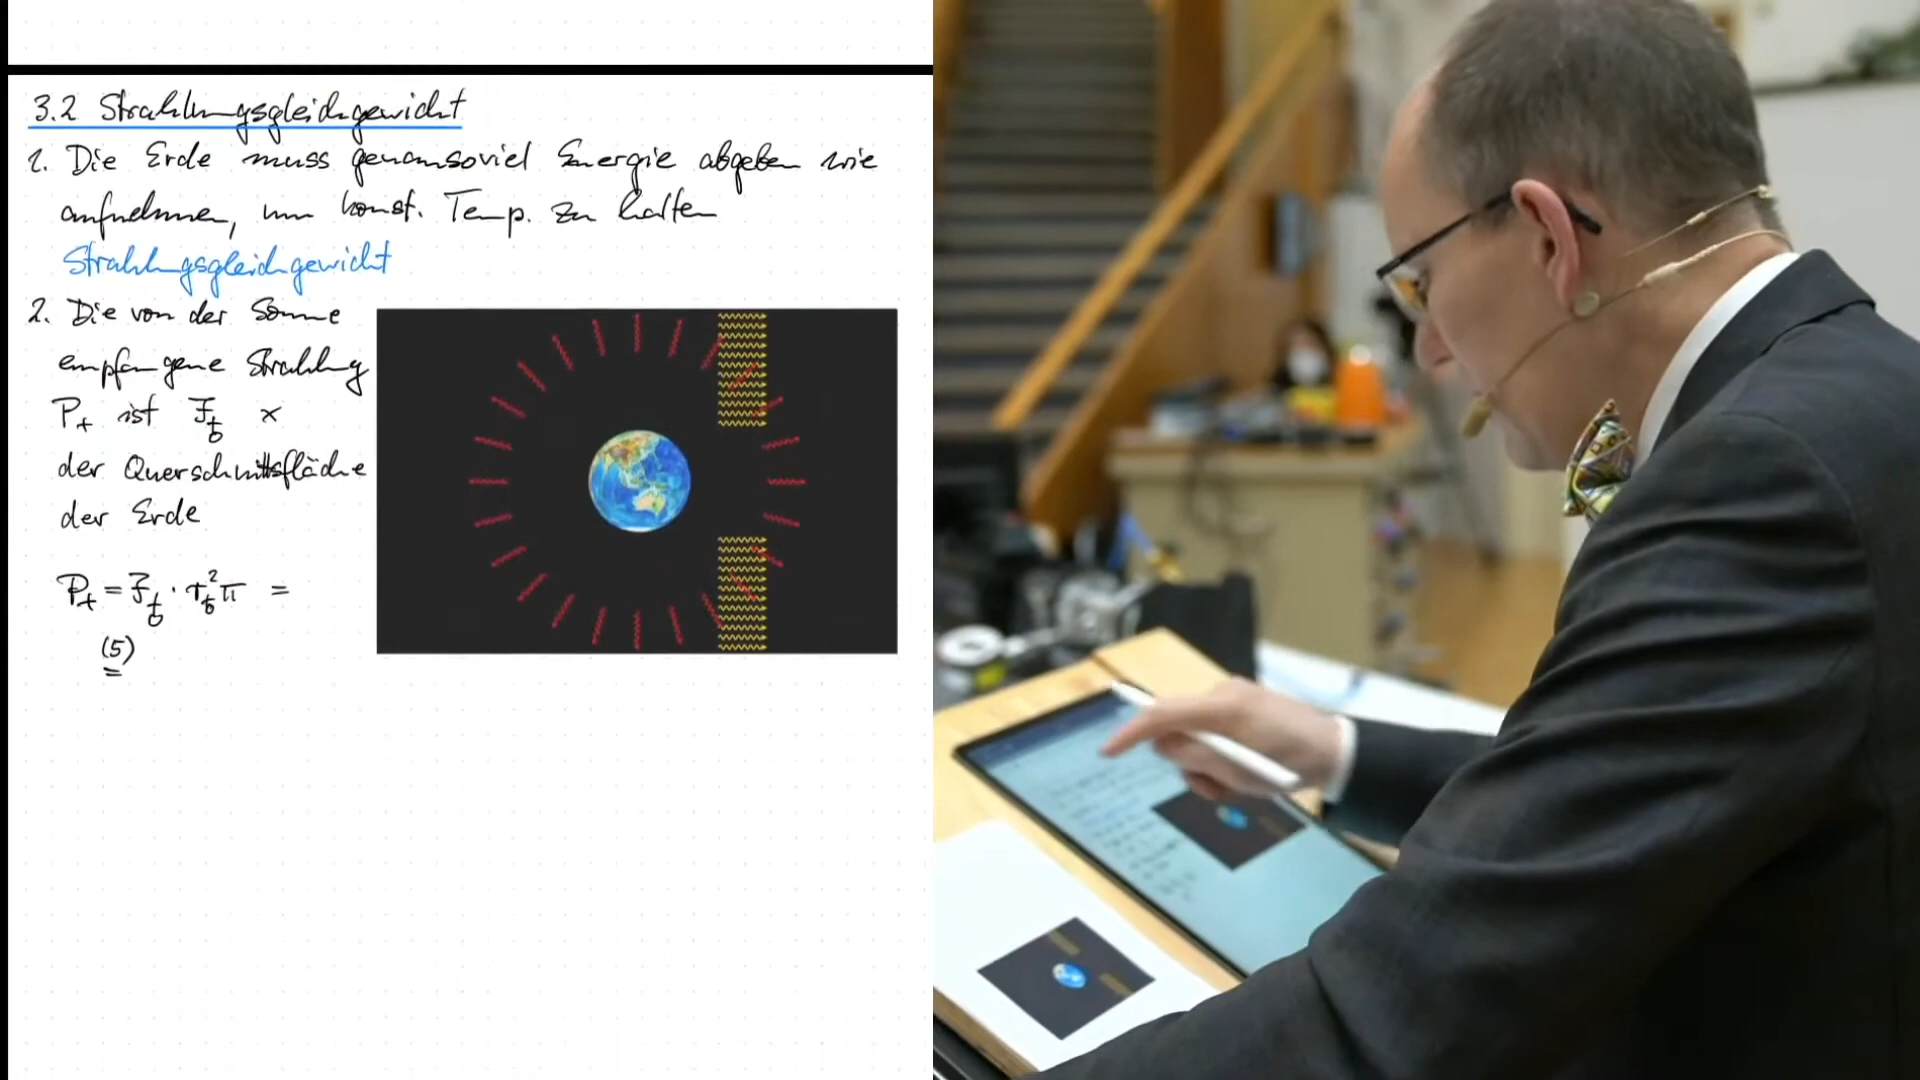 3.2 Strahlungsgleichgewicht
1. Die Erde muss genausoviel Energie abgeben wie
aufnehmen, um konst. Temp. zu halten
Strahlungsgleichgewicht
2. Die von der Sonne
empfangene Strahlung
P₊ ist F♁ ×
der Querschnittsfläche
der Erde
P₊ = F♁ · r♁² π =
(5)